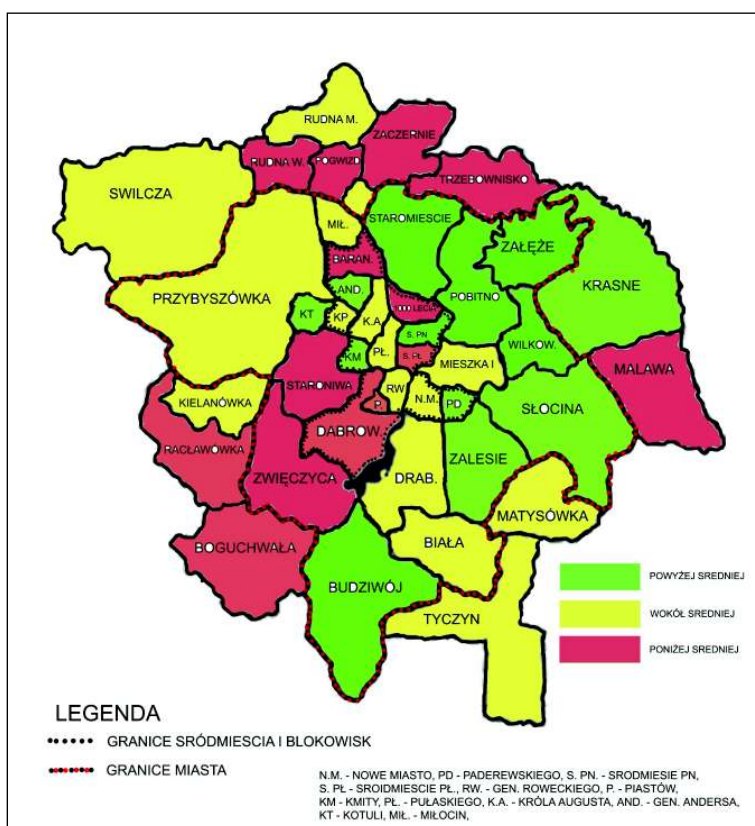 RUDNA M.
ZACZERNIE
RUDNA W.
POGWIZD
TRZEBOWNISKO
SWILCZA
STAROMIESCIE
MIŁ.
ZAŁĘŻE
BARAN.
KRASNE
AND.
PRZYBYSZÓWKA
POBITNO
KT
KP
K.A.
LECIA
S. PN
WILKOW.
KM
PŁ.
S. PŁ.
MIESZKA I
MALAWA
STARONIWA
RW
KIELANÓWKA
P.
N.M.
PD
SŁOCINA
DĄBROW.
RACŁAWÓWKA
ZALESIE
ZWIĘCZYCA
DRAB.
MATYSÓWKA
BOGUCHWAŁA
BIAŁA
BUDZIWÓJ
TYCZYN
POWYŻEJ SREDNIEJ
WOKÓŁ SREDNIEJ
PONIŻEJ SREDNIEJ
LEGENDA
GRANICE SRÓDMIESCIA I BLOKOWISK
GRANICE MIASTA
N.M. - NOWE MIASTO, PD - PADEREWSKIEGO, S. PN. - SRODMIESIE PN,
S. PŁ - SROIDMIESCIE PŁ., RW. - GEN. ROWECKIEGO, P. - PIASTÓW,
KM - KMITY, PŁ. - PUŁASKIEGO, K.A. - KRÓLA AUGUSTA, AND. - GEN. ANDERSA,
KT - KOTULI, MIŁ. - MIŁOCIN,